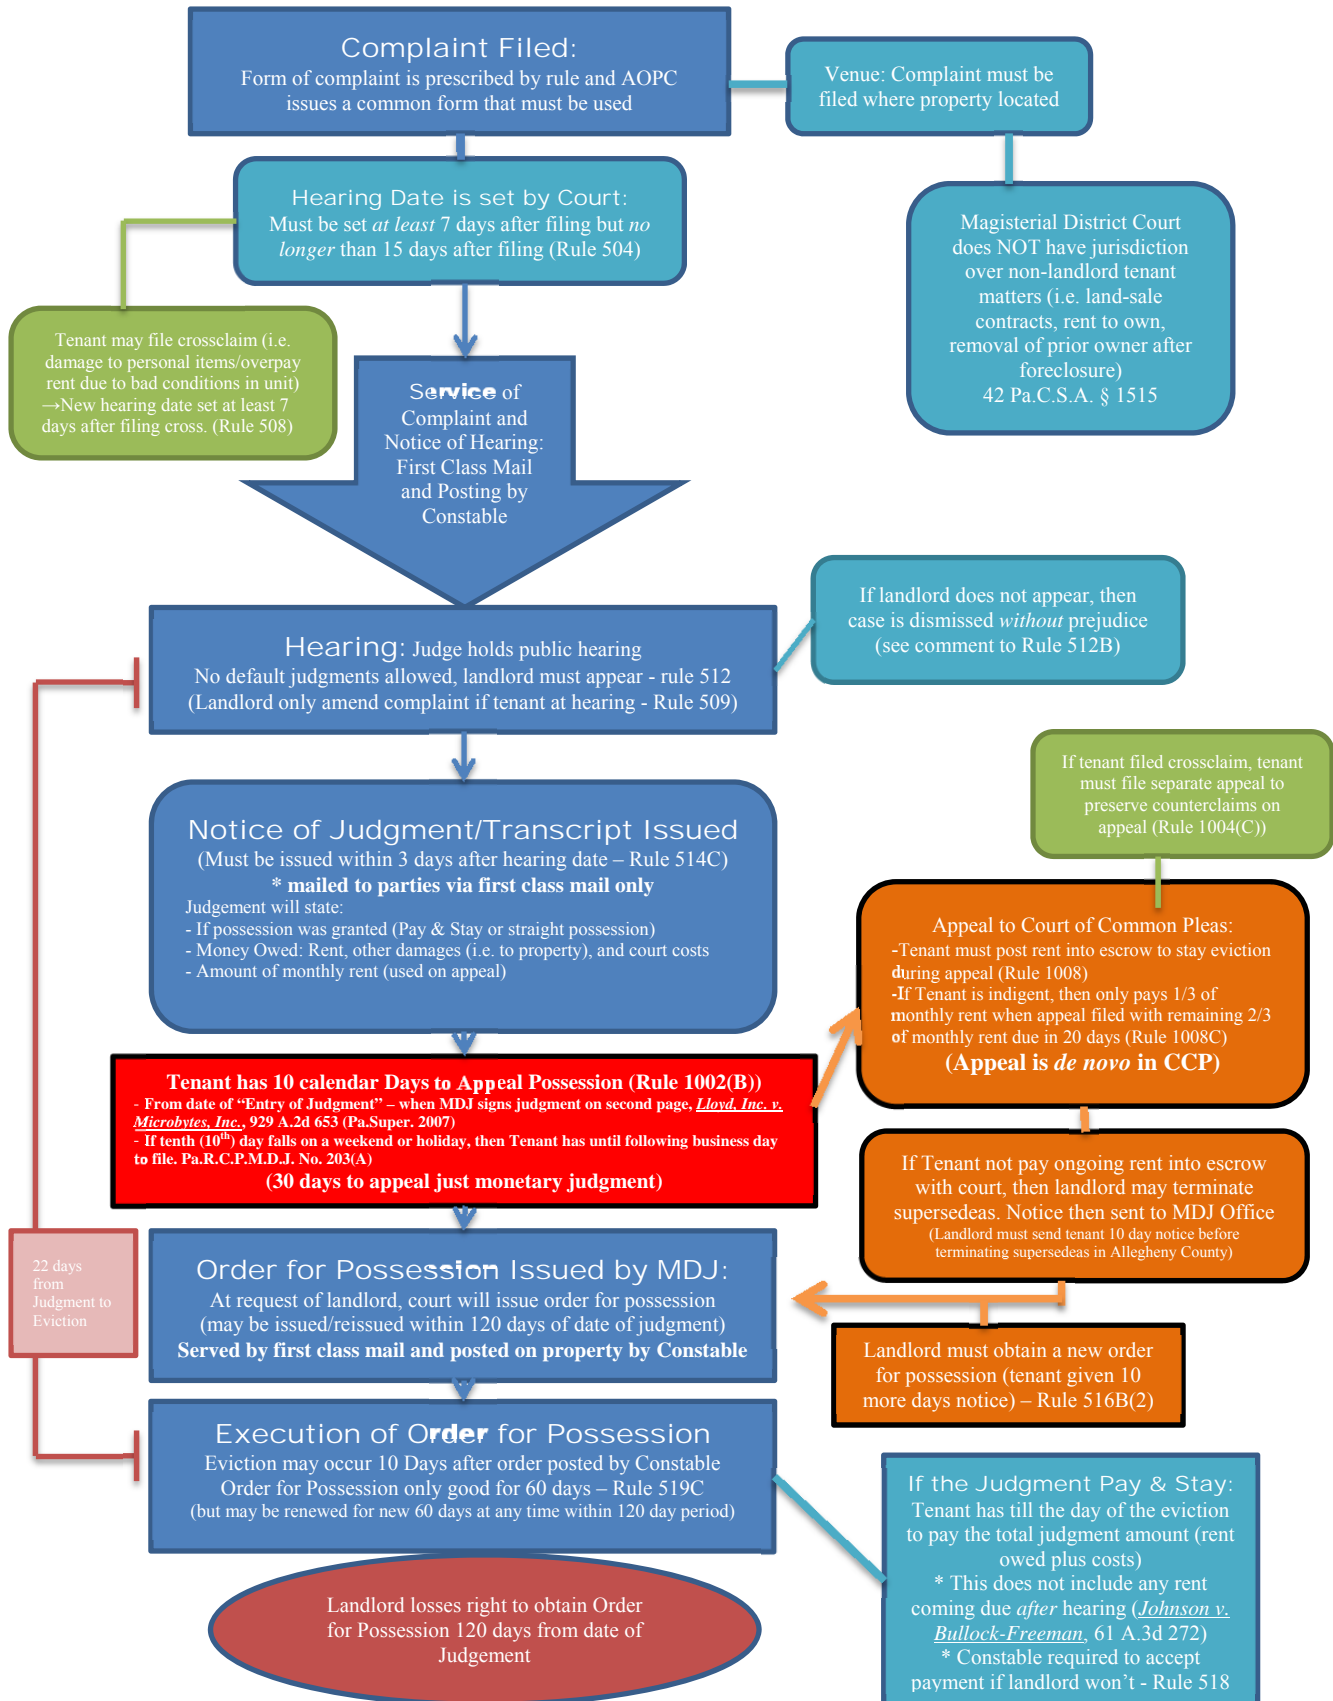 Complaint Filed:
Form of complaint is prescribed by rule and AOPC
issues a common form that must be used
Venue: Complaint must be
filed where property located
Hearing Date is set by Court:
Must be set at least 7 days after filing but no
longer than 15 days after filing (Rule 504)
Magisterial District Court
does NOT have jurisdiction
over non-landlord tenant
matters (i.e. land-sale
contracts, rent to own,
removal of prior owner after
foreclosure)
42 Pa.C.S.A. § 1515
Tenant may file crossclaim (i.e.
damage to personal items/overpay
rent due to bad conditions in unit)
→New hearing date set at least 7
days after filing cross. (Rule 508)
Service of
Complaint and
Notice of Hearing:
First Class Mail
and Posting by
Constable
Hearing: Judge holds public hearing
No default judgments allowed, landlord must appear - rule 512
(Landlord only amend complaint if tenant at hearing - Rule 509)
If landlord does not appear, then
case is dismissed without prejudice
(see comment to Rule 512B)
Notice of Judgment/Transcript Issued
(Must be issued within 3 days after hearing date – Rule 514C)
* mailed to parties via first class mail only
Judgement will state:
- If possession was granted (Pay & Stay or straight possession)
- Money Owed: Rent, other damages (i.e. to property), and court costs
- Amount of monthly rent (used on appeal)
If tenant filed crossclaim, tenant
must file separate appeal to
preserve counterclaims on
appeal (Rule 1004(C))
Appeal to Court of Common Pleas:
-Tenant must post rent into escrow to stay eviction
during appeal (Rule 1008)
-If Tenant is indigent, then only pays 1/3 of
monthly rent when appeal filed with remaining 2/3
of monthly rent due in 20 days (Rule 1008C)
(Appeal is de novo in CCP)
Tenant has 10 calendar Days to Appeal Possession (Rule 1002(B))
- From date of “Entry of Judgment” – when MDJ signs judgment on second page, Lloyd, Inc. v.
Microbytes, Inc., 929 A.2d 653 (Pa.Super. 2007)
- If tenth (10th) day falls on a weekend or holiday, then Tenant has until following business day
to file. Pa.R.C.P.M.D.J. No. 203(A)
(30 days to appeal just monetary judgment)
If Tenant not pay ongoing rent into escrow
with court, then landlord may terminate
supersedeas. Notice then sent to MDJ Office
(Landlord must send tenant 10 day notice before
terminating supersedeas in Allegheny County)
22 days
from
Judgment to
Eviction
Order for Possession Issued by MDJ:
At request of landlord, court will issue order for possession
(may be issued/reissued within 120 days of date of judgment)
Served by first class mail and posted on property by Constable
Landlord must obtain a new order
for possession (tenant given 10
more days notice) – Rule 516B(2)
Execution of Order for Possession
Eviction may occur 10 Days after order posted by Constable
Order for Possession only good for 60 days – Rule 519C
(but may be renewed for new 60 days at any time within 120 day period)
If the Judgment Pay & Stay:
Tenant has till the day of the eviction
to pay the total judgment amount (rent
owed plus costs)
* This does not include any rent
coming due after hearing (Johnson v.
Bullock-Freeman, 61 A.3d 272)
* Constable required to accept
payment if landlord won’t - Rule 518
Landlord losses right to obtain Order
for Possession 120 days from date of
Judgement